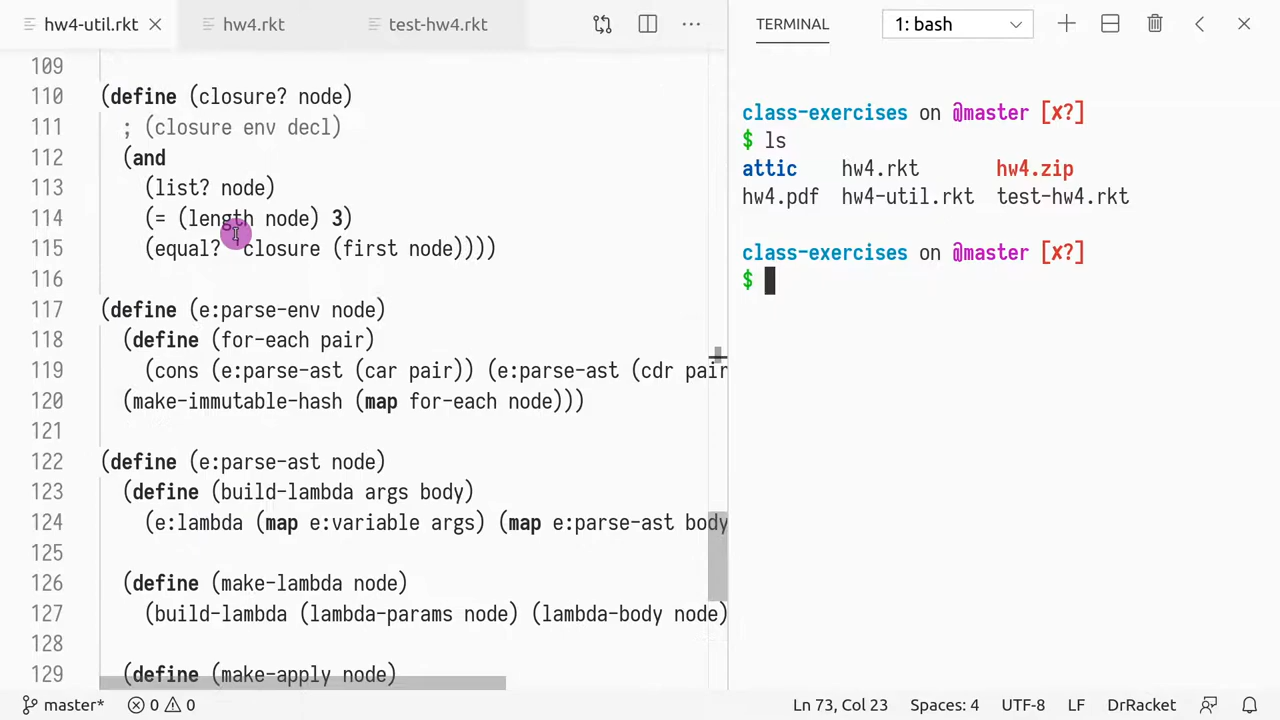 hw4-util.rkt
hw4.rkt
test-hw4.rkt
...
TERMINAL
1: bash
109
110 (define (closure? node)
111 ; (closure env decl)
112 (and
113 (list? node)
114 (= (length node) 3)
115 (equal? 'closure (first node))))
116
117 (define (e:parse-env node)
118 (define (for-each pair)
119 (cons (e:parse-ast (car pair)) (e:parse-ast (cdr pair
120 (make-immutable-hash (map for-each node)))
121
122 (define (e:parse-ast node)
123 (define (build-lambda args body)
124 (e:lambda (map e:variable args) (map e:parse-ast body
125
126 (define (make-lambda node)
127 (build-lambda (lambda-params node) (lambda-body node)
128
129 (define (make-apply node)
class-exercises on @master [✘?]
$ ls
attic hw4.rkt hw4.zip
hw4.pdf hw4-util.rkt test-hw4.rkt
class-exercises on @master [✘?]
$
master* 0 0 Ln 73, Col 23 Spaces: 4 UTF-8 LF DrRacket